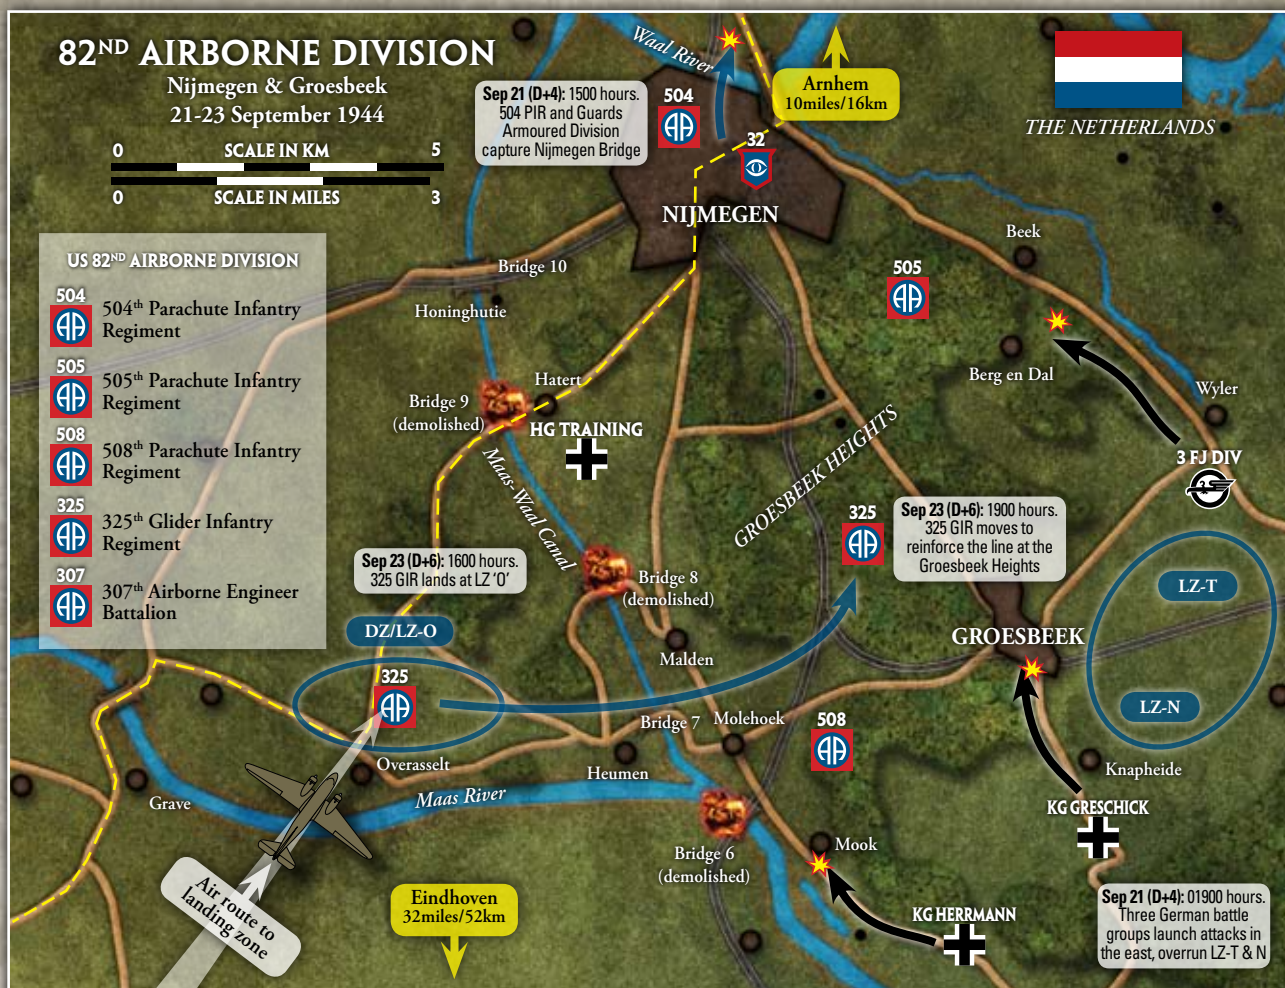 82ND AIRBORNE DIVISION
Nijmegen & Groesbeek
21-23 September 1944
0 SCALE IN KM 5
0 SCALE IN MILES 3
US 82ND AIRBORNE DIVISION
504
504th Parachute Infantry
Regiment
505
505th Parachute Infantry
Regiment
508
508th Parachute Infantry
Regiment
325
325th Glider Infantry
Regiment
307
307th Airborne Engineer
Battalion
Waal River
Sep 21 (D+4): 1500 hours.
504 PIR and Guards
Armoured Division
capture Nijmegen Bridge
504
32
Arnhem
10miles/16km
THE NETHERLANDS
NIJMEGEN
Beek
505
Bridge 10
Honinghutie
Berg en Dal
Wyler
Hatert
Bridge 9
(demolished)
HG TRAINING
3 FJ DIV
Maas-Waal Canal
GROESBEEK HEIGHTS
325
Sep 23 (D+6): 1900 hours.
325 GIR moves to
reinforce the line at the
Groesbeek Heights
Sep 23 (D+6): 1600 hours.
325 GIR lands at LZ ‘O’
Bridge 8
(demolished)
LZ-T
DZ/LZ-O
GROESBEEK
Malden
325
LZ-N
Bridge 7
Molehoek
508
Overasselt
Heumen
Knapheide
Maas River
Grave
KG GRESCHICK
Mook
Bridge 6
(demolished)
Air route to
landing zone
Eindhoven
32miles/52km
KG HERRMANN
Sep 21 (D+4): 01900 hours.
Three German battle
groups launch attacks in
the east, overrun LZ-T & N